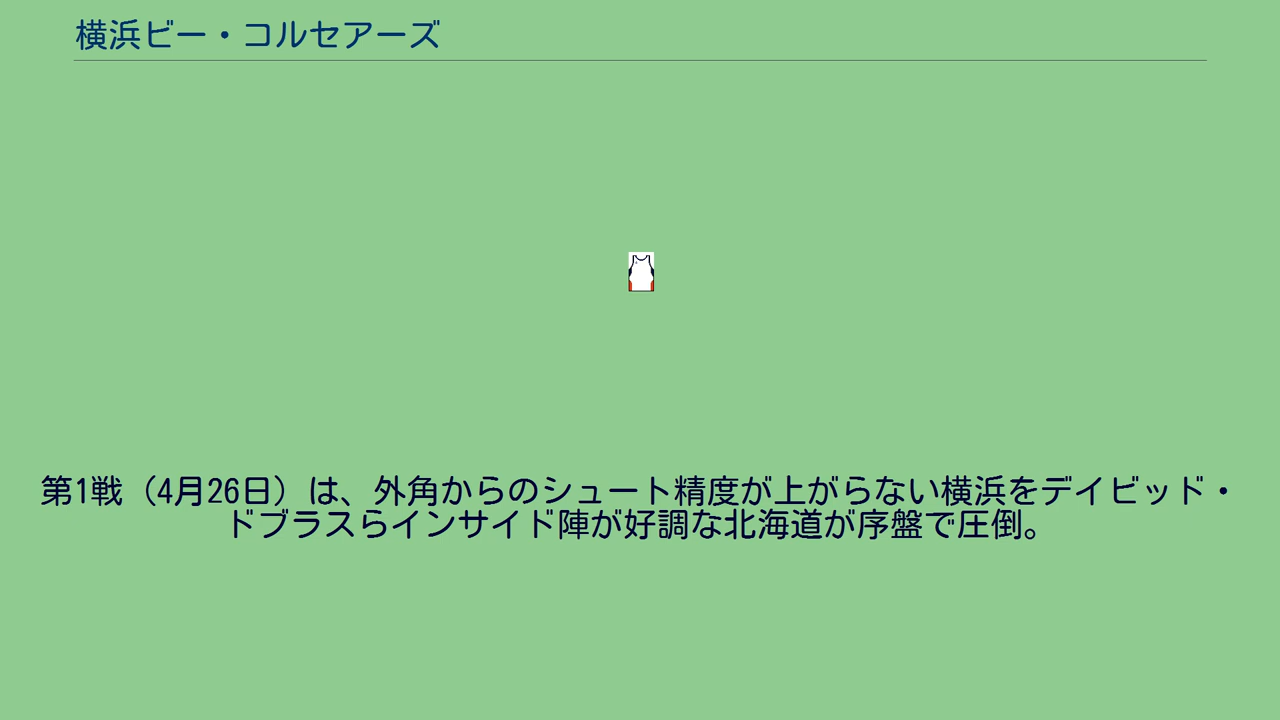 横浜ビー・コルセアーズ
第1戦（4月26日）は、外角からのシュート精度が上がらない横浜をデイビッド・
ドブラスらインサイド陣が好調な北海道が序盤で圧倒。